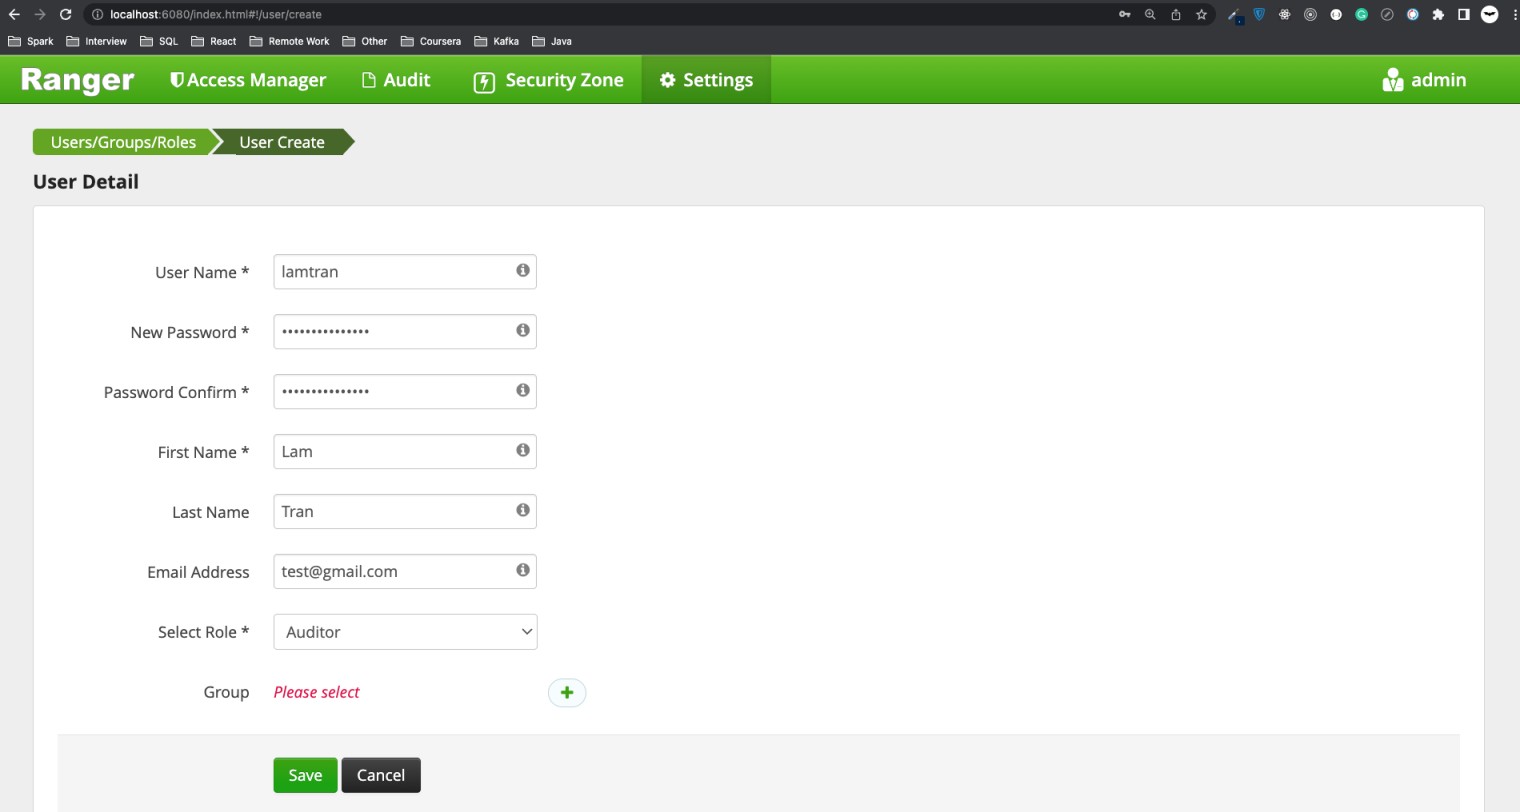 localhost:6080/index.html#!/user/create
Spark Interview SQL React Remote Work Other Coursera Kafka Java
Ranger Access Manager Audit Security Zone Settings admin
Users/Groups/Roles User Create
User Detail
User Name * lamtran
New Password * •••••••••••••••
Password Confirm * •••••••••••••••
First Name * Lam
Last Name Tran
Email Address test@gmail.com
Select Role * Auditor
Group Please select +
Save Cancel